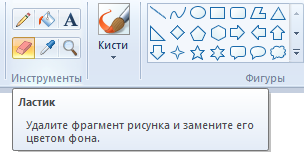 A
Кисти
Инструменты
Фигуры
Ластик
Удалите фрагмент рисунка и замените его
цветом фона.